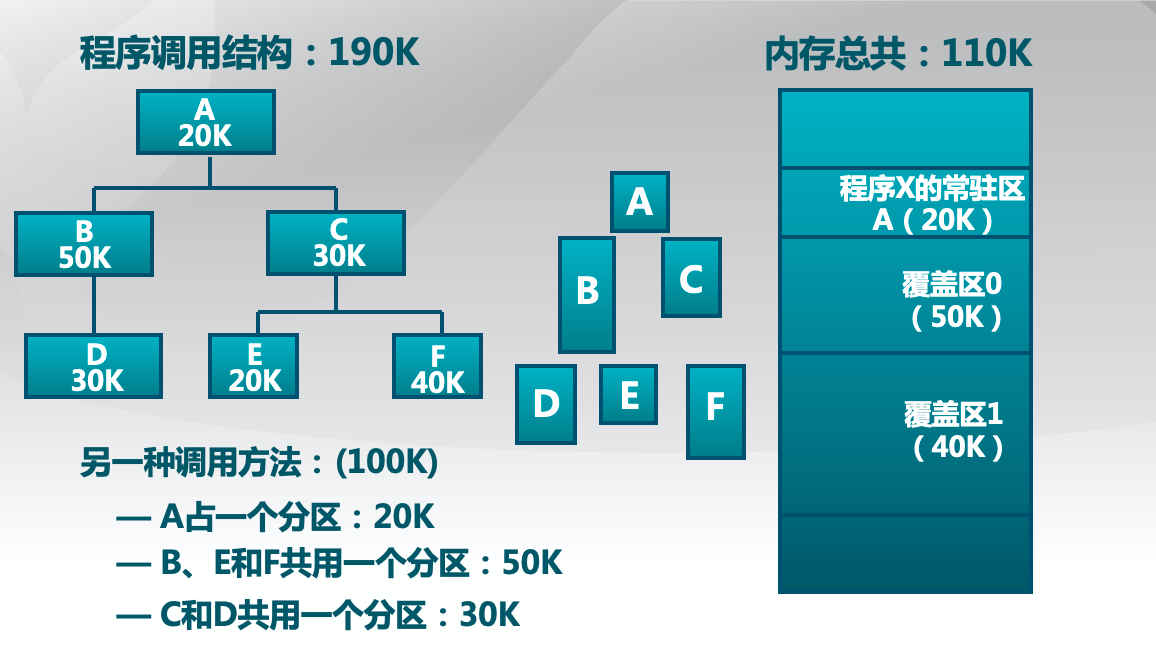 程序调用结构：190K
内存总共：110K
A
20K
B
50K
C
30K
D
30K
E
20K
F
40K
A
B
C
D
E
F
程序X的常驻区
A（20K）
覆盖区0
（50K）
覆盖区1
（40K）
另一种调用方法：(100K)
— A占一个分区：20K
— B、E和F共用一个分区：50K
— C和D共用一个分区：30K